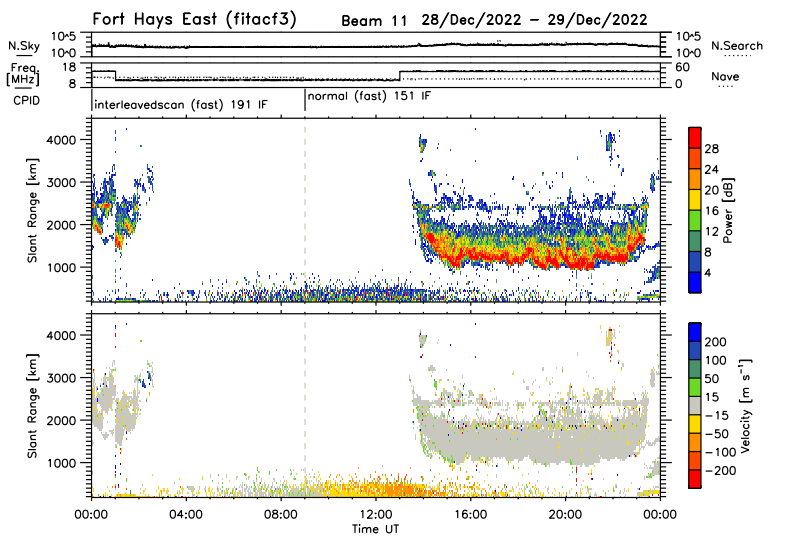 Fort Hays East (fitacf3) Beam 11 28/Dec/2022 - 29/Dec/2022
N.Sky 10^5 10^0 10^5 10^0 N.Search
Freq. [MHz] 18 8 60 0 Nave
CPID interleavedscan (fast) 191 IF normal (fast) 151 IF
Slant Range [km]
4000
3000
2000
1000
28
24
20
16
12
8
4
Power [dB]
Slant Range [km]
4000
3000
2000
1000
200
100
50
15
-15
-50
-100
-200
Velocity [m s⁻¹]
00:00 04:00 08:00 12:00 16:00 20:00 00:00
Time UT